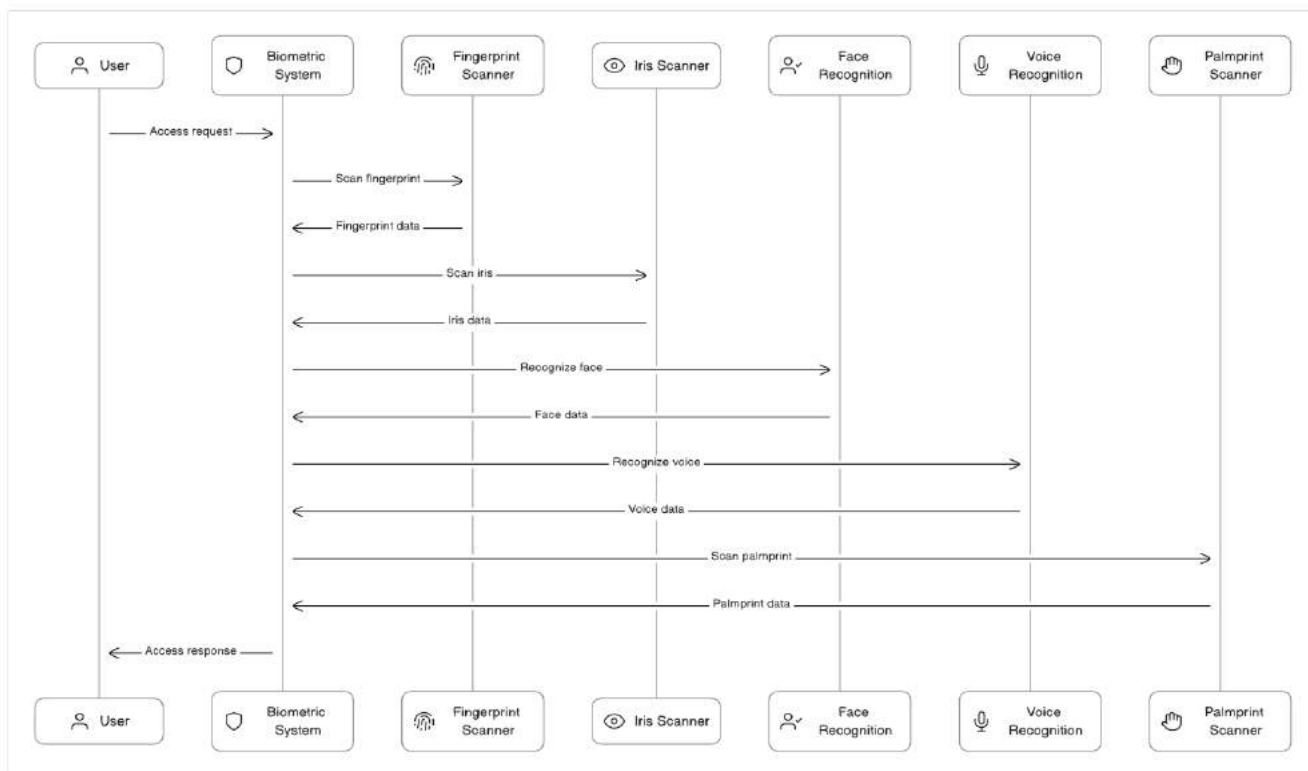 User
Biometric
System
Fingerprint
Scanner
Iris Scanner
Face
Recognition
Voice
Recognition
Palmprint
Scanner
Access request
Scan fingerprint
Fingerprint data
Scan iris
Iris data
Recognize face
Face data
Recognize voice
Voice data
Scan palmprint
Palmprint data
Access response
User
Biometric
System
Fingerprint
Scanner
Iris Scanner
Face
Recognition
Voice
Recognition
Palmprint
Scanner